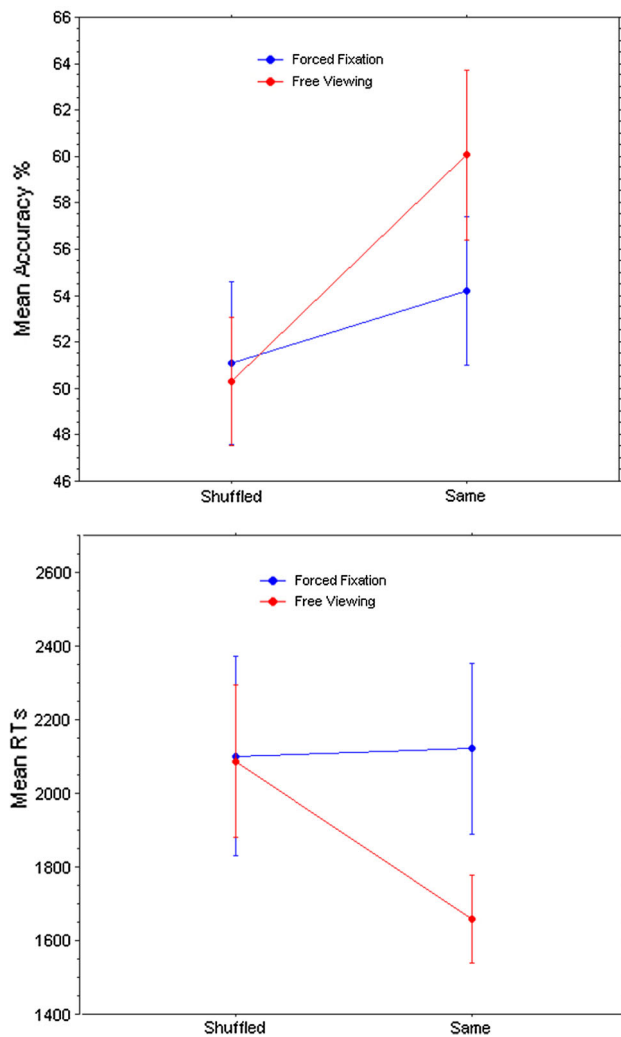 66
64
62
60
58
56
54
52
50
48
46
Mean Accuracy %
Forced Fixation
Free Viewing
Shuffled Same
2600
2400
2200
2000
1800
1600
1400
Mean RTs
Forced Fixation
Free Viewing
Shuffled Same